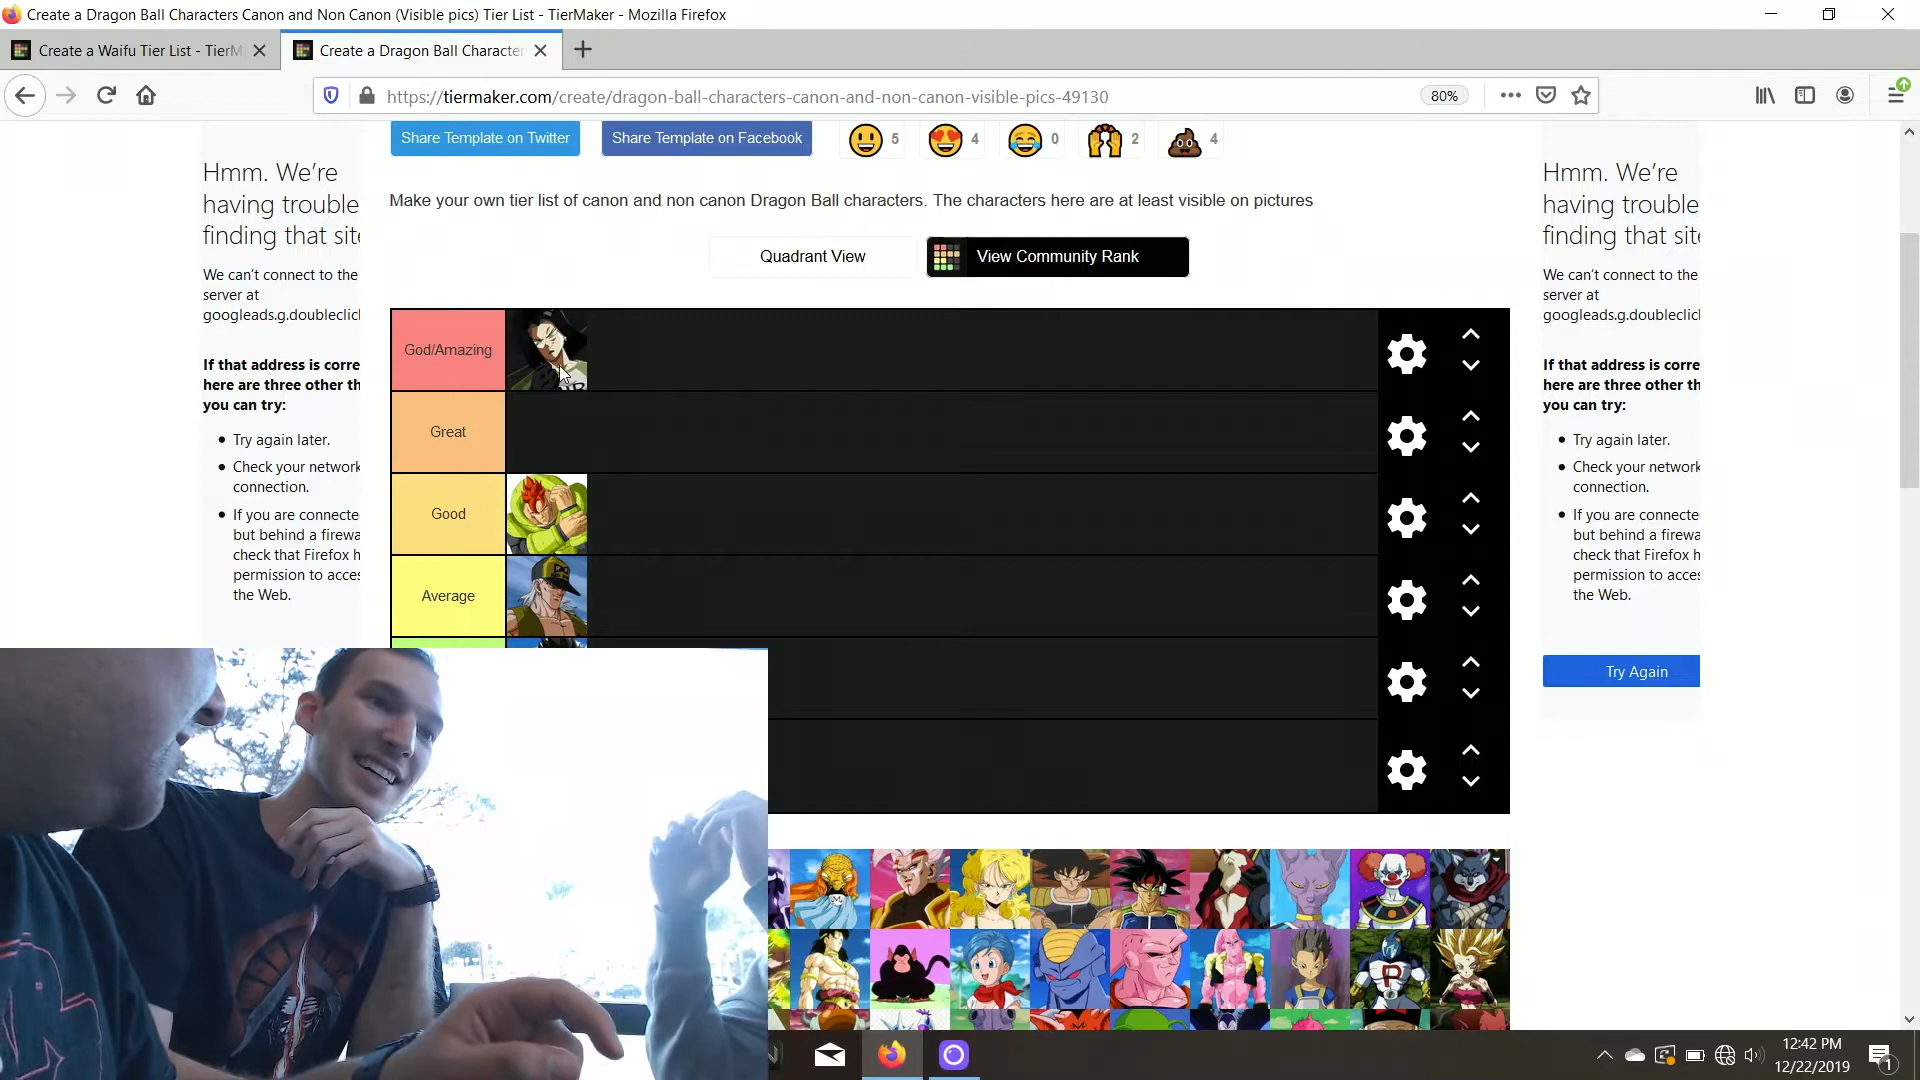 Create a Dragon Ball Characters Canon and Non Canon (Visible pics) Tier List - TierMaker - Mozilla Firefox
Create a Waifu Tier List - TierM
Create a Dragon Ball Character
https://tiermaker.com/create/dragon-ball-characters-canon-and-non-canon-visible-pics-49130
80%
Share Template on Twitter
Share Template on Facebook
5
4
0
2
4
Make your own tier list of canon and non canon Dragon Ball characters. The characters here are at least visible on pictures
Quadrant View
View Community Rank
Hmm. We're
having trouble
finding that site
We can't connect to the
server at
googleads.g.doubleclic
If that address is corre
here are three other th
you can try:
Try again later.
Check your network
connection.
If you are connecte
but behind a firewa
check that Firefox h
permission to acces
the Web.
God/Amazing
Great
Good
Average
Hmm. We're
having trouble
finding that site
We can't connect to the
server at
googleads.g.doubleclic
If that address is corre
here are three other th
you can try:
Try again later.
Check your network
connection.
If you are connecte
but behind a firewa
check that Firefox h
permission to acces
the Web.
Try Again
12:42 PM
12/22/2019
1